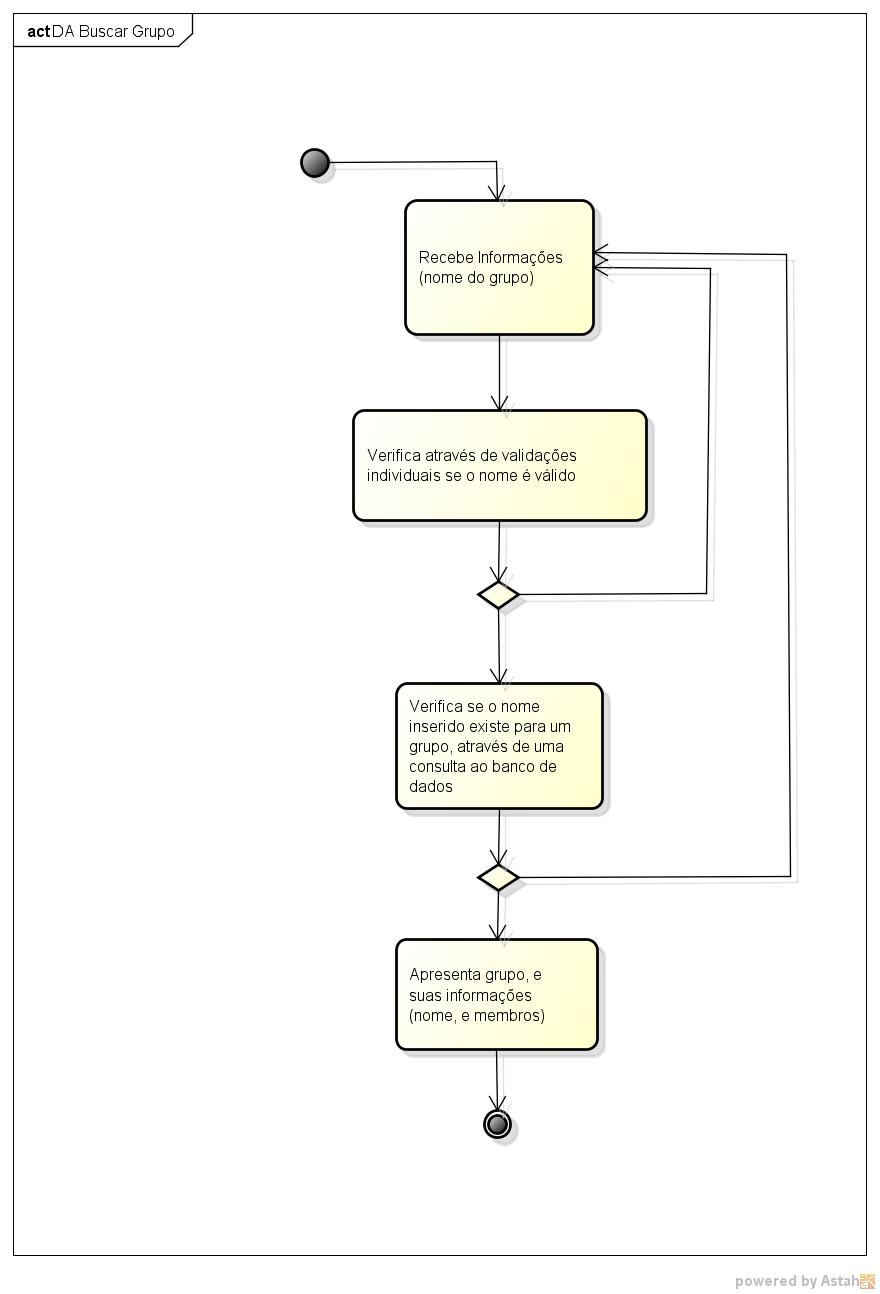 act DA Buscar Grupo
Recebe Informações
(nome do grupo)
Verifica através de validações
individuais se o nome é válido
Verifica se o nome
inserido existe para um
grupo, através de uma
consulta ao banco de
dados
Apresenta grupo, e
suas informações
(nome, e membros)
powered by Astah